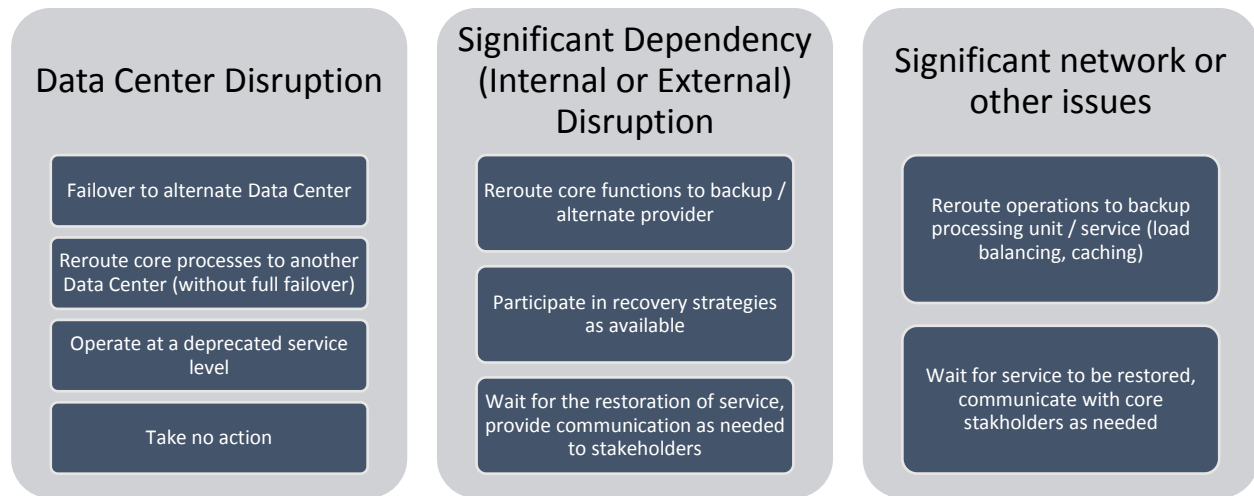 Data Center Disruption
Failover to alternate Data Center
Reroute core processes to another
Data Center (without full failover)
Operate at a deprecated service
level
Take no action
Significant Dependency
(Internal or External)
Disruption
Reroute core functions to backup /
alternate provider
Participate in recovery strategies
as available
Wait for the restoration of service,
provide communication as needed
to stakeholders
Significant network or
other issues
Reroute operations to backup
processing unit / service (load
balancing, caching)
Wait for service to be restored,
communicate with core
stakholders as needed